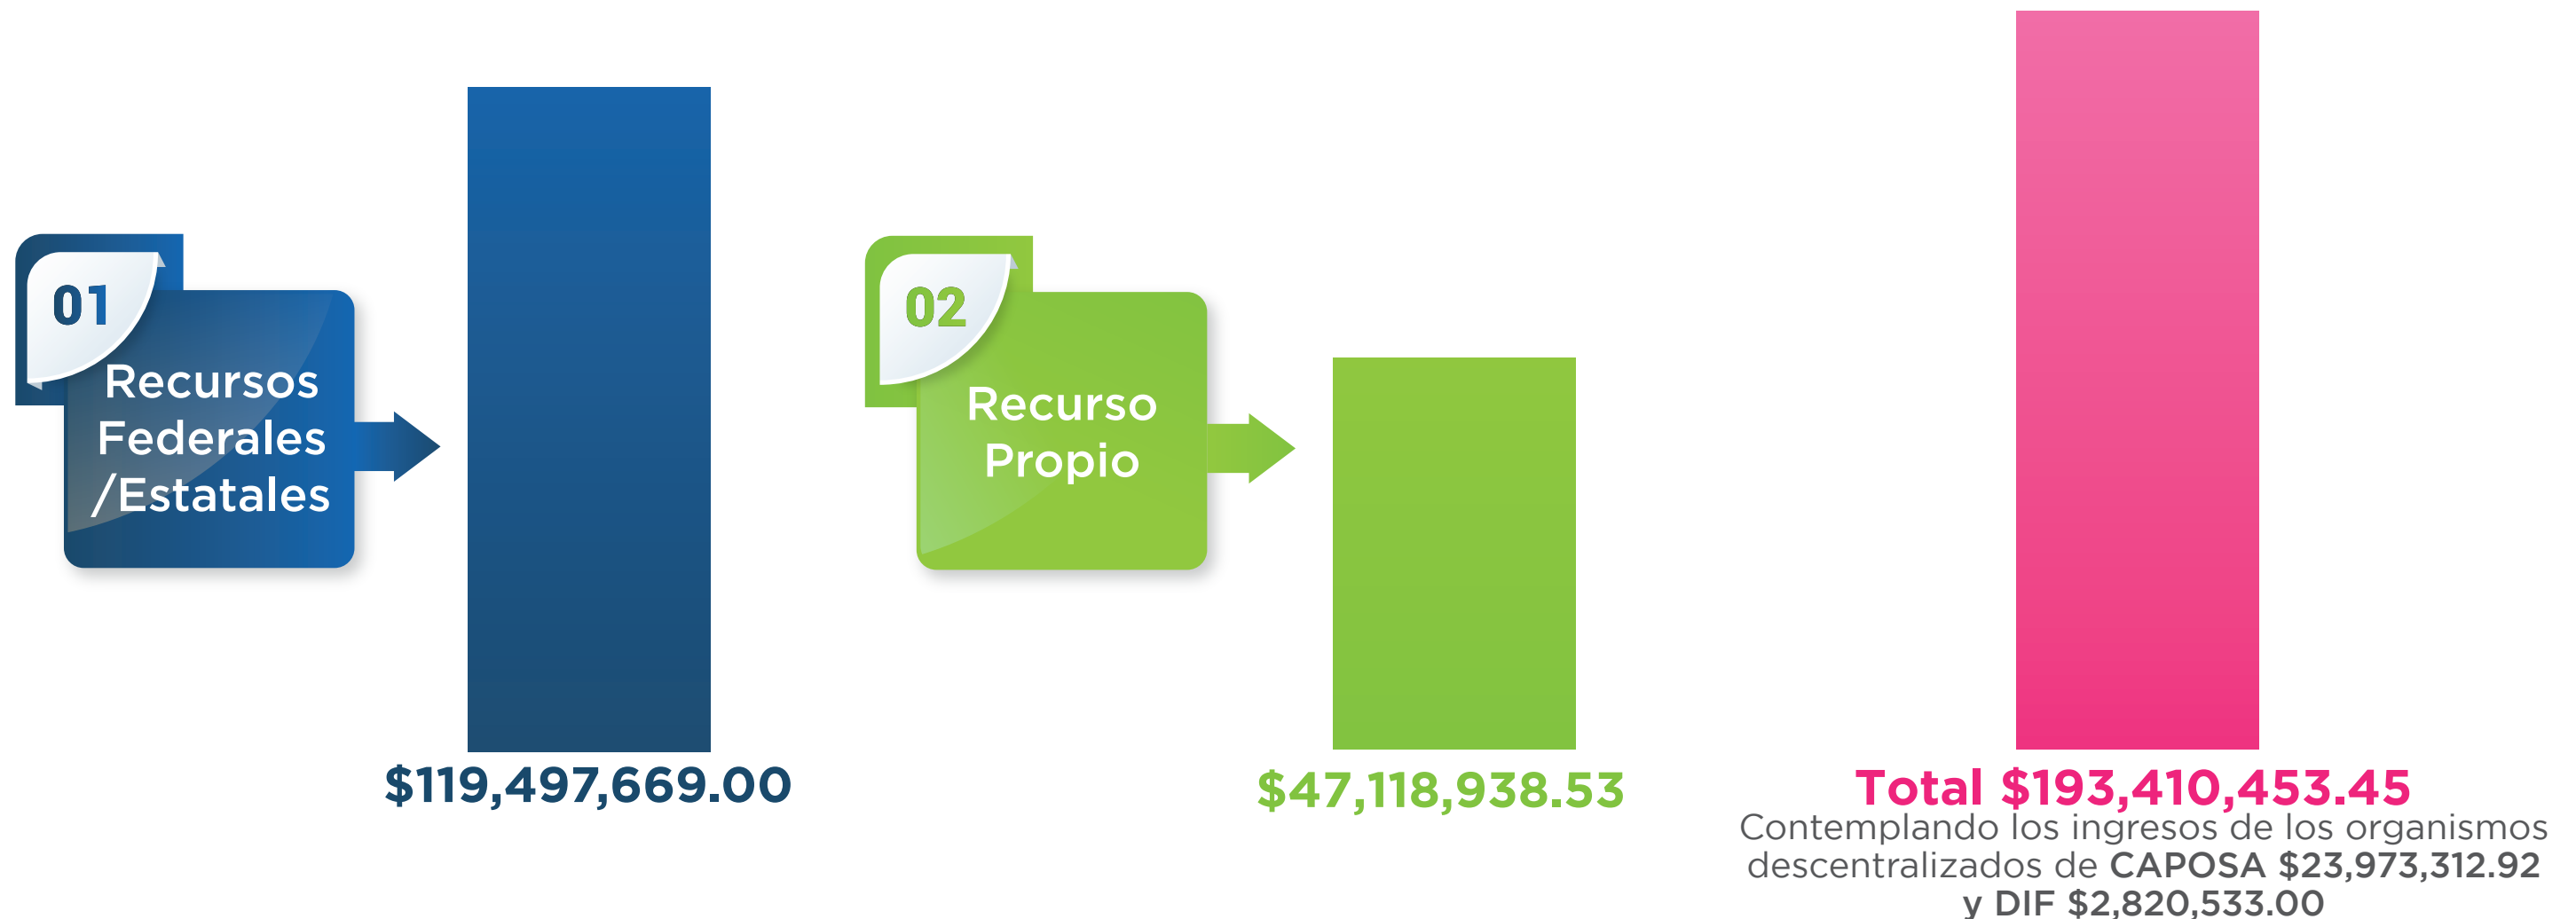 01
Recursos
Federales
/Estatales
$119,497,669.00
02
Recurso
Propio
$47,118,938.53
Total $193,410,453.45
Contemplando los ingresos de los organismos
descentralizados de CAPOSA $23,973,312.92
y DIF $2,820,533.00